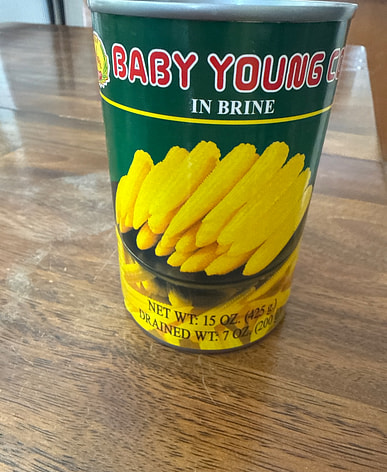 BABY YOUNG C
IN BRINE
NET WT: 15 OZ. (425 g)
DRAINED WT: 7 OZ. (200